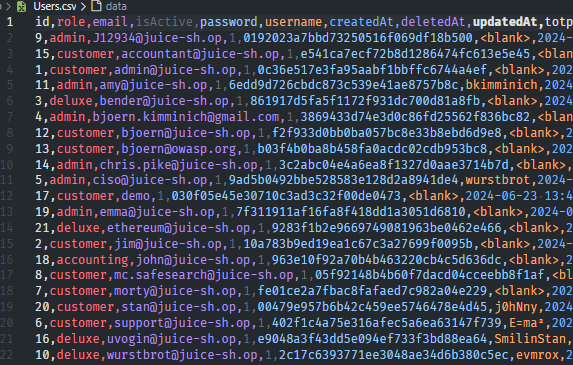 Users.csv > data
1 id,role,email,isActive,password,username,createdAt,deletedAt,updatedAt,totp
2 9,admin,J12934@juice-sh.op,1,0192023a7bbd73250516f069df18b500,<blank>,2024-
3 15,customer,accountant@juice-sh.op,1,e541ca7ecf72b8d1286474fc613e5e45,<blank>
4 1,customer,admin@juice-sh.op,1,0c36e517e3fa95aabf1bbffc6744a4ef,<blank>,202
5 11,admin,amy@juice-sh.op,1,6edd9d726cbdc873c539e41ae8757b8c,bkimminich,2024
6 3,deluxe,bender@juice-sh.op,1,861917d5fa5f1172f931dc700d81a8fb,<blank>,2024
7 4,admin,bjoern.kimminich@gmail.com,1,3869433d74e3d0c86fd25562f836bc82,<blank
8 12,customer,bjoern@juice-sh.op,1,f2f933d0bb0ba057bc8e33b8ebd6d9e8,<blank>,2
9 13,customer,bjoern@owasp.org,1,b03f4b0ba8b458fa0acdc02cdb953bc8,<blank>,202
10 14,admin,chris.pike@juice-sh.op,1,3c2abc04e4a6ea8f1327d0aae3714b7d,<blank>,
11 5,admin,ciso@juice-sh.op,1,9ad5b0492bbe528583e128d2a8941de4,wurstbrot,2024-
12 17,customer,demo,1,030f05e45e30710c3ad3c32f00de0473,<blank>,2024-06-23 13:4
13 19,admin,emma@juice-sh.op,1,7f311911af16fa8f418dd1a3051d6810,<blank>,2024-0
14 21,deluxe,ethereum@juice-sh.op,1,9283f1b2e9669749081963be0462e466,<blank>,2
15 2,customer,jim@juice-sh.op,1,10a783b9ed19ea1c67c3a27699f0095b,<blank>,2024-
16 18,accounting,john@juice-sh.op,1,963e10f92a70b4b463220cb4c5d636dc,<blank>,2
17 8,customer,mc.safesearch@juice-sh.op,1,05f92148b4b60f7dacd04cceebb8f1af,<bl
18 7,customer,morty@juice-sh.op,1,fe01ce2a7fbac8fafaed7c982a04e229,<blank>,202
19 20,customer,stan@juice-sh.op,1,00479e957b6b42c459ee5746478e4d45,j0hNny,2024
20 6,customer,support@juice-sh.op,1,402f1c4a75e316afec5a6ea63147f739,E=ma²,202
21 16,deluxe,uvogin@juice-sh.op,1,e9048a3f43dd5e094ef733f3bd88ea64,SmilinStan,
22 10,deluxe,wurstbrot@juice-sh.op,1,2c17c6393771ee3048ae34d6b380c5ec,evmrox,2